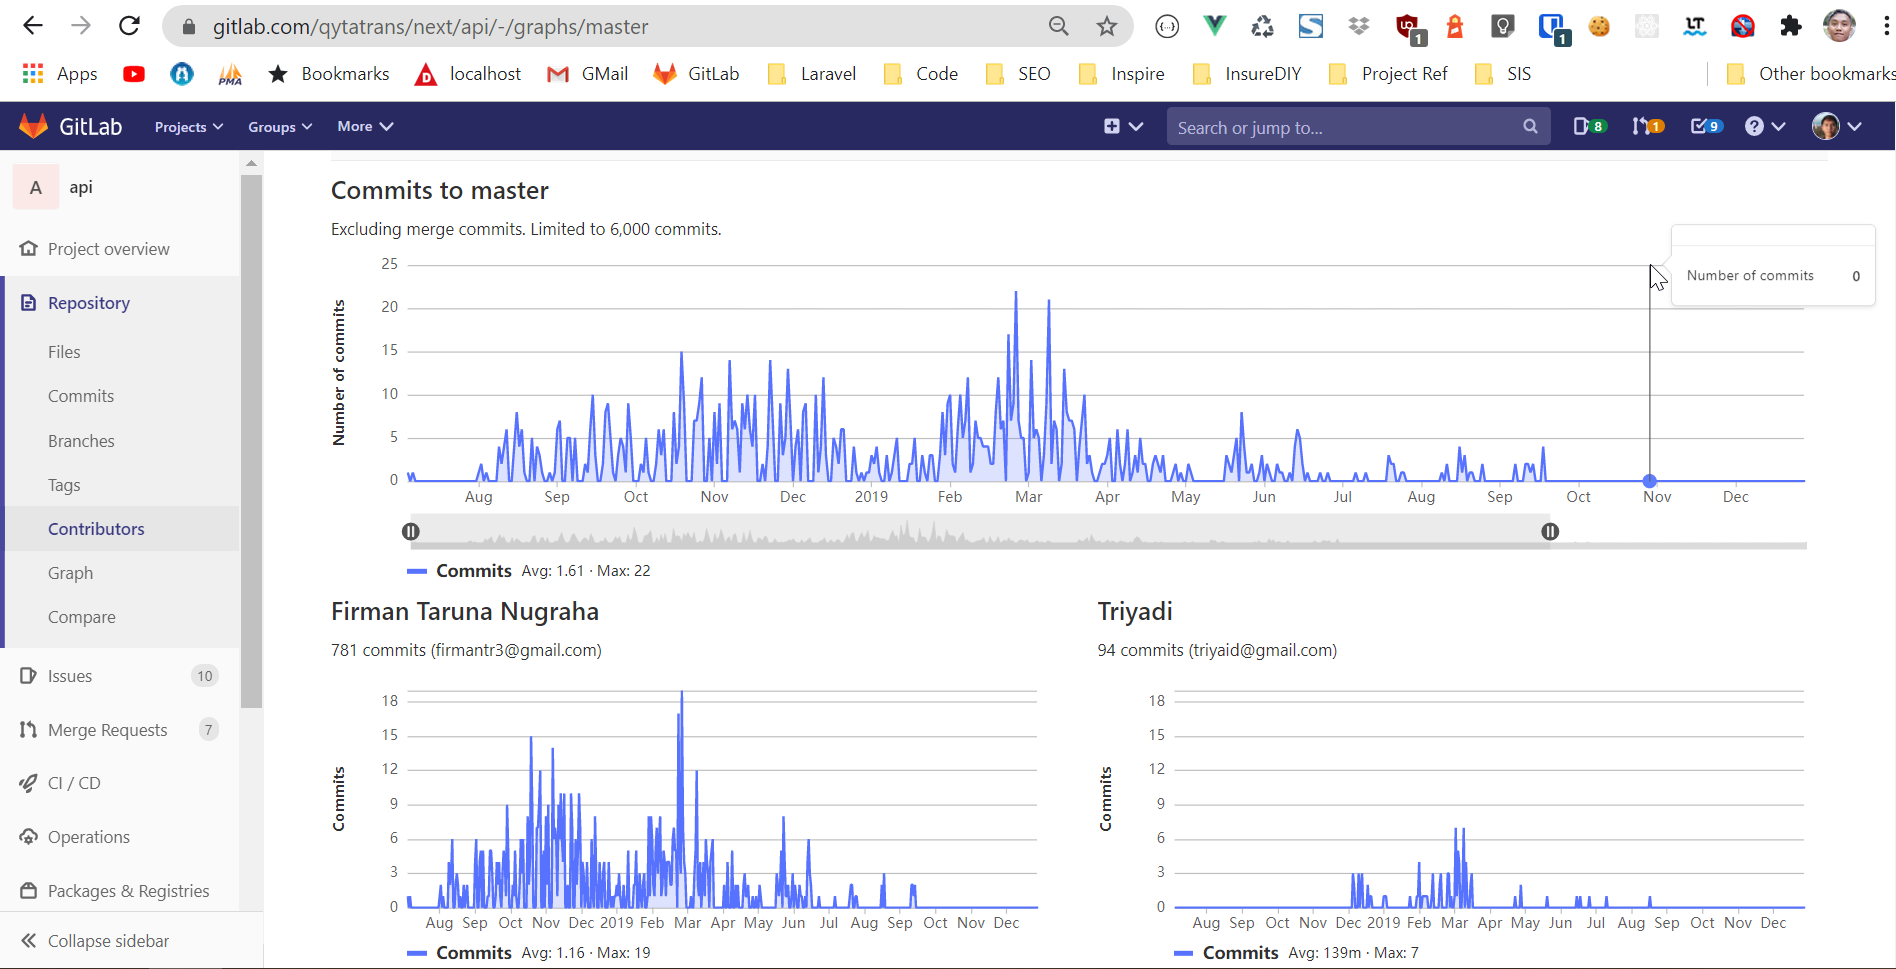 gitlab.com/qytatrans/next/api/-/graphs/master
1
1
LT
Apps
PMA
Bookmarks
localhost
GMail
GitLab
Laravel
Code
SEO
Inspire
InsureDIY
Project Ref
SIS
Other bookmarks
GitLab
Projects
Groups
More
Search or jump to...
8
1
9
A
api
Project overview
Repository
Files
Commits
Branches
Tags
Contributors
Graph
Compare
Issues 10
Merge Requests 7
CI / CD
Operations
Packages & Registries
Collapse sidebar
Commits to master
Excluding merge commits. Limited to 6,000 commits.
Number of commits 0
Number of commits
25
20
15
10
5
0
Aug Sep Oct Nov Dec 2019 Feb Mar Apr May Jun Jul Aug Sep Oct Nov Dec
Commits Avg: 1.61 · Max: 22
Firman Taruna Nugraha
781 commits (firmantr3@gmail.com)
Commits
18
15
12
9
6
3
0
Aug Sep Oct Nov Dec 2019 Feb Mar Apr May Jun Jul Aug Sep Oct Nov Dec
Commits Avg: 1.16 · Max: 19
Triyadi
94 commits (triyaid@gmail.com)
Commits
18
15
12
9
6
3
0
Aug Sep Oct Nov Dec 2019 Feb Mar Apr May Jun Jul Aug Sep Oct Nov Dec
Commits Avg: 139m · Max: 7